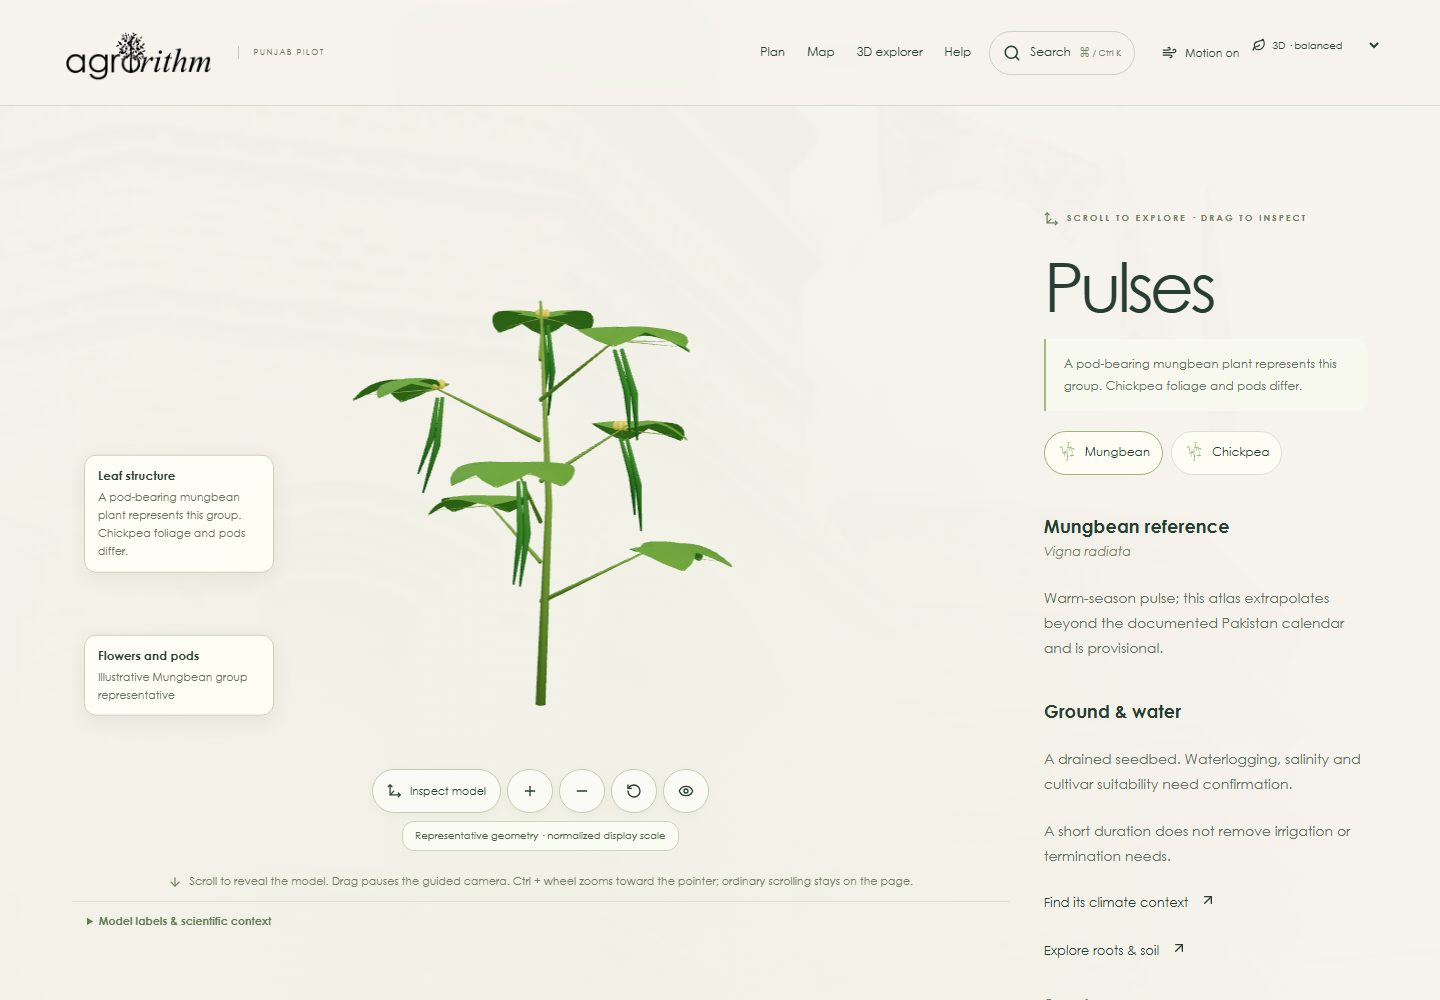 agrorithm
PUNJAB PILOT
Plan
Map
3D explorer
Help
Search ⌘ / Ctrl K
Motion on
3D · balanced
SCROLL TO EXPLORE · DRAG TO INSPECT
Pulses
A pod-bearing mungbean plant represents this
group. Chickpea foliage and pods differ.
Mungbean
Chickpea
Mungbean reference
Vigna radiata
Warm-season pulse; this atlas extrapolates
beyond the documented Pakistan calendar
and is provisional.
Ground & water
A drained seedbed. Waterlogging, salinity and
cultivar suitability need confirmation.
A short duration does not remove irrigation or
termination needs.
Find its climate context
Explore roots & soil
Leaf structure
A pod-bearing mungbean
plant represents this group.
Chickpea foliage and pods
differ.
Flowers and pods
Illustrative Mungbean group
representative
Inspect model
Representative geometry · normalized display scale
Scroll to reveal the model. Drag pauses the guided camera. Ctrl + wheel zooms toward the pointer; ordinary scrolling stays on the page.
Model labels & scientific context